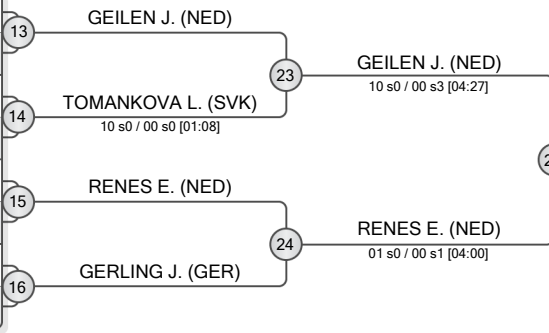 13
GEILEN J. (NED)
23
GEILEN J. (NED)
10 s0 / 00 s3 [04:27]
14
TOMANKOVA L. (SVK)
10 s0 / 00 s0 [01:08]
15
RENES E. (NED)
24
RENES E. (NED)
01 s0 / 00 s1 [04:00]
16
GERLING J. (GER)